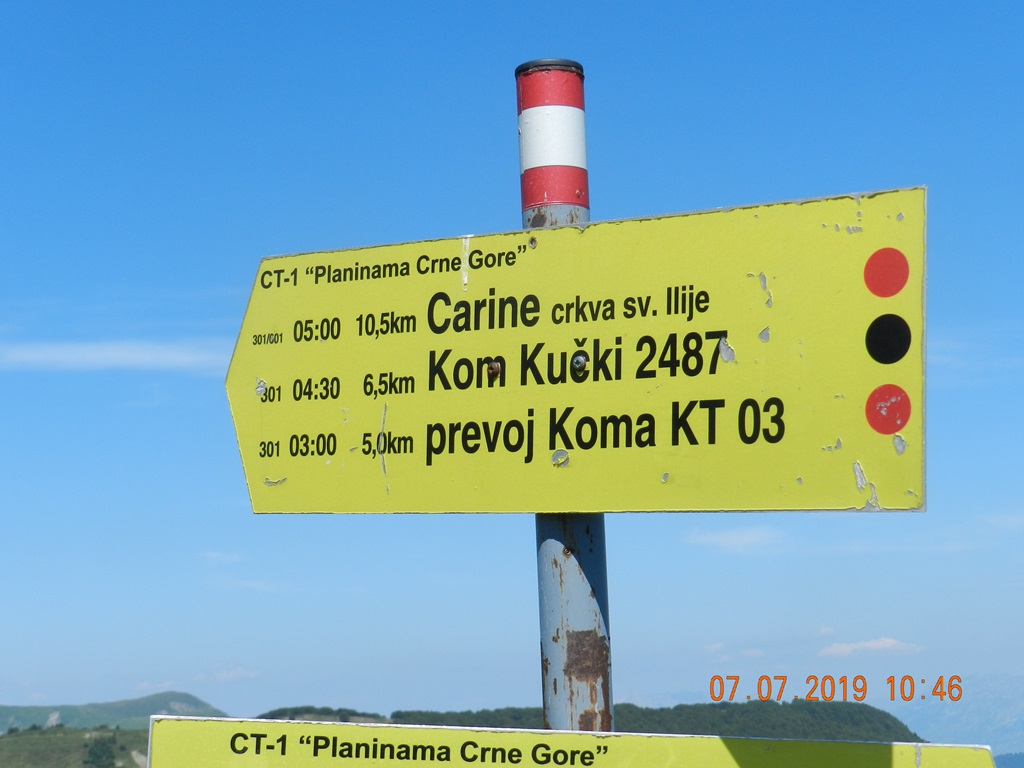 CT-1 “Planinama Crne Gore”
301/G01 05:00 10,5km Carine crkva sv. Ilije
301 04:30 6,5km Kom Kučki 2487
301 03:00 5,0km prevoj Koma KT 03
07.07.2019 10:46
CT-1 “Planinama Crne Gore”